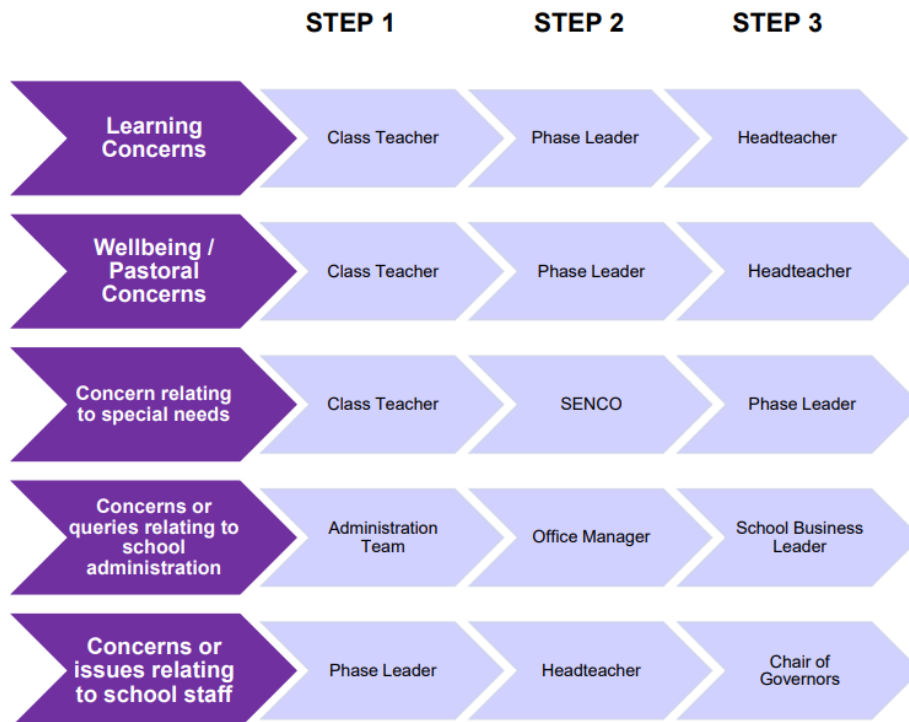 STEP 1 STEP 2 STEP 3
Learning
Concerns
Class Teacher
Phase Leader
Headteacher
Wellbeing /
Pastoral
Concerns
Class Teacher
Phase Leader
Headteacher
Concern relating
to special needs
Class Teacher
SENCO
Phase Leader
Concerns or
queries relating to
school
administration
Administration
Team
Office Manager
School Business
Leader
Concerns or
issues relating
to school staff
Phase Leader
Headteacher
Chair of
Governors